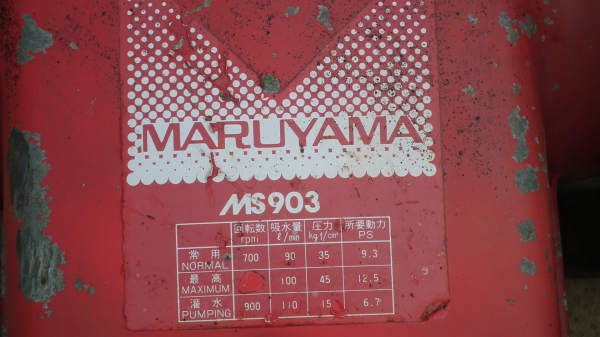 MARUYAMA
MS903
回転数 吸水量 圧力 所要動力
rpm ℓ/min kgf/cm² PS
常用 700 90 35 9.3
NORMAL
最高 100 45 12.5
MAXIMUM
灌水 900 110 15 6.7
PUMPING